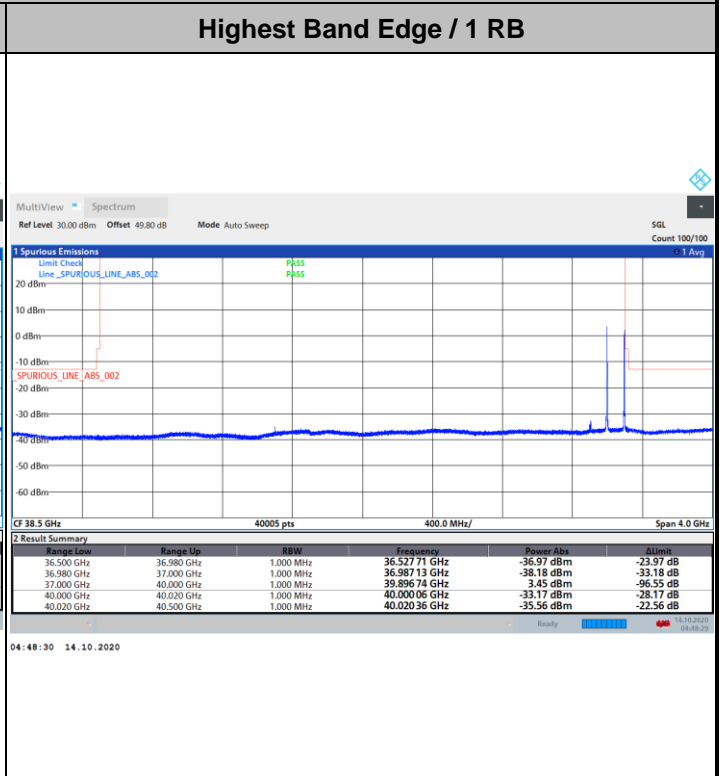 Highest Band Edge / 1 RB
MultiView Spectrum
Ref Level 30.00 dBm Offset 49.80 dB Mode Auto Sweep SGL
Count 100/100
1 Spurious Emissions 1 Avg
Limit Check PASS
Line _SPURIOUS_LINE_ABS_002 PASS
20 dBm
10 dBm
0 dBm
-10 dBm
_SPURIOUS_LINE_ABS_002
-20 dBm
-30 dBm
-40 dBm
-50 dBm
-60 dBm
CF 38.5 GHz 40005 pts 400.0 MHz/ Span 4.0 GHz
2 Result Summary
Range Low Range Up RBW Frequency Power Abs ΔLimit
36.500 GHz 36.980 GHz 1.000 MHz 36.527 71 GHz -36.97 dBm -23.97 dB
36.980 GHz 37.000 GHz 1.000 MHz 36.987 13 GHz -38.18 dBm -33.18 dB
37.000 GHz 40.000 GHz 1.000 MHz 39.896 74 GHz 3.45 dBm -96.55 dB
40.000 GHz 40.020 GHz 1.000 MHz 40.000 06 GHz -33.17 dBm -28.17 dB
40.020 GHz 40.500 GHz 1.000 MHz 40.020 36 GHz -35.56 dBm -22.56 dB
Ready 14.10.2020
04:48:29
04:48:30 14.10.2020